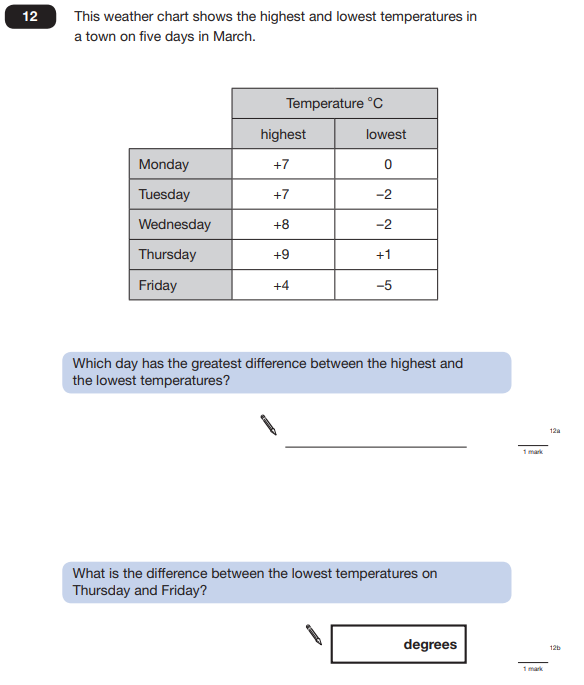 12
This weather chart shows the highest and lowest temperatures in
a town on five days in March.
Temperature °C
highest lowest
Monday +7 0
Tuesday +7 −2
Wednesday +8 −2
Thursday +9 +1
Friday +4 −5
Which day has the greatest difference between the highest and
the lowest temperatures?
12a
1 mark
What is the difference between the lowest temperatures on
Thursday and Friday?
degrees
12b
1 mark